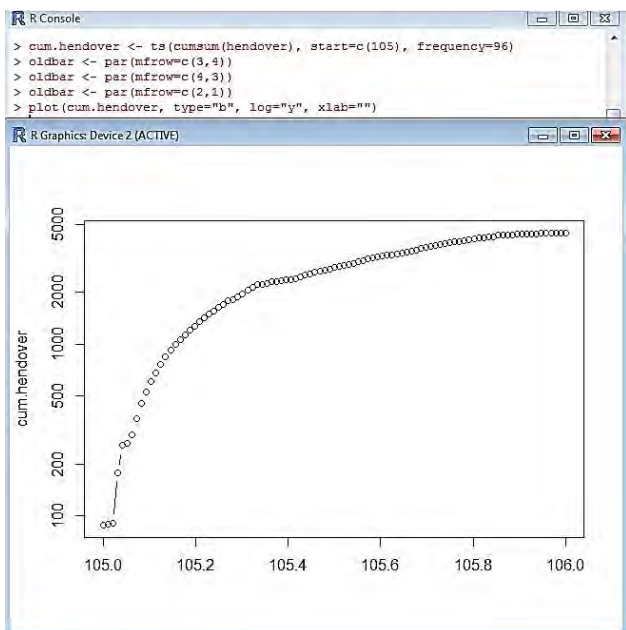 R Console
> cum.hendover <- ts(cumsum(hendover), start=c(105), frequency=96)
> oldbar <- par(mfrow=c(3,4))
> oldbar <- par(mfrow=c(4,3))
> oldbar <- par(mfrow=c(2,1))
> plot(cum.hendover, type="b", log="y", xlab="")
R Graphics: Device 2 (ACTIVE)
5000
2000
1000
500
200
100
cum.hendover
105.0 105.2 105.4 105.6 105.8 106.0